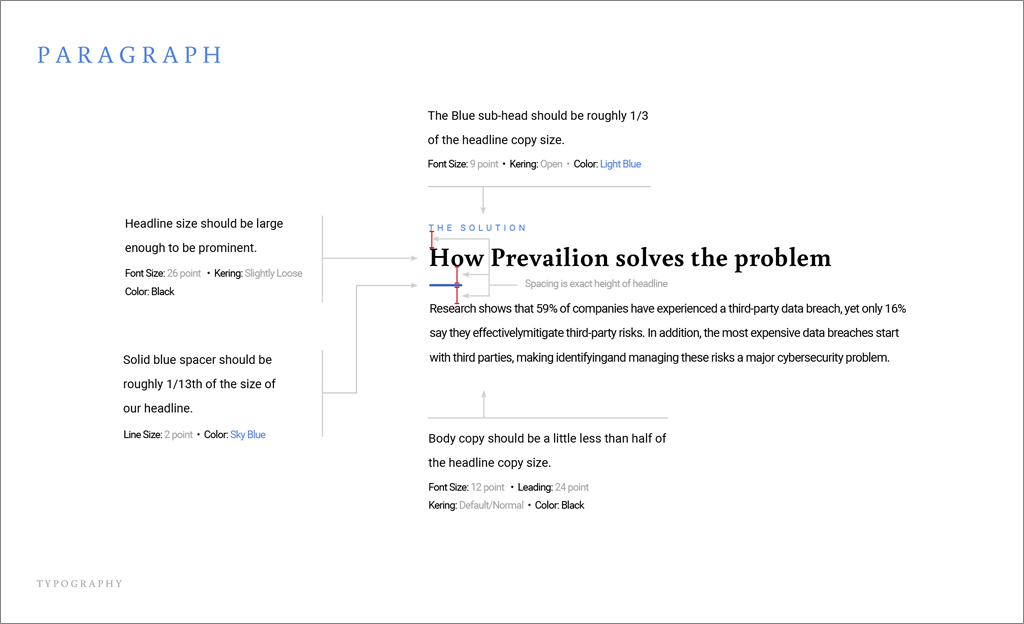 PARAGRAPH
The Blue sub-head should be roughly 1/3
of the headline copy size.
Font Size: 9 point • Kering: Open • Color: Light Blue
Headline size should be large
enough to be prominent.
Font Size: 26 point • Kering: Slightly Loose
Color: Black
THE SOLUTION
How Prevailion solves the problem
Spacing is exact height of headline
Research shows that 59% of companies have experienced a third-party data breach, yet only 16%
say they effectivelymitigate third-party risks. In addition, the most expensive data breaches start
with third parties, making identifyingand managing these risks a major cybersecurity problem.
Solid blue spacer should be
roughly 1/13th of the size of
our headline.
Line Size: 2 point • Color: Sky Blue
Body copy should be a little less than half of
the headline copy size.
Font Size: 12 point • Leading: 24 point
Kering: Default/Normal • Color: Black
TYPOGRAPHY